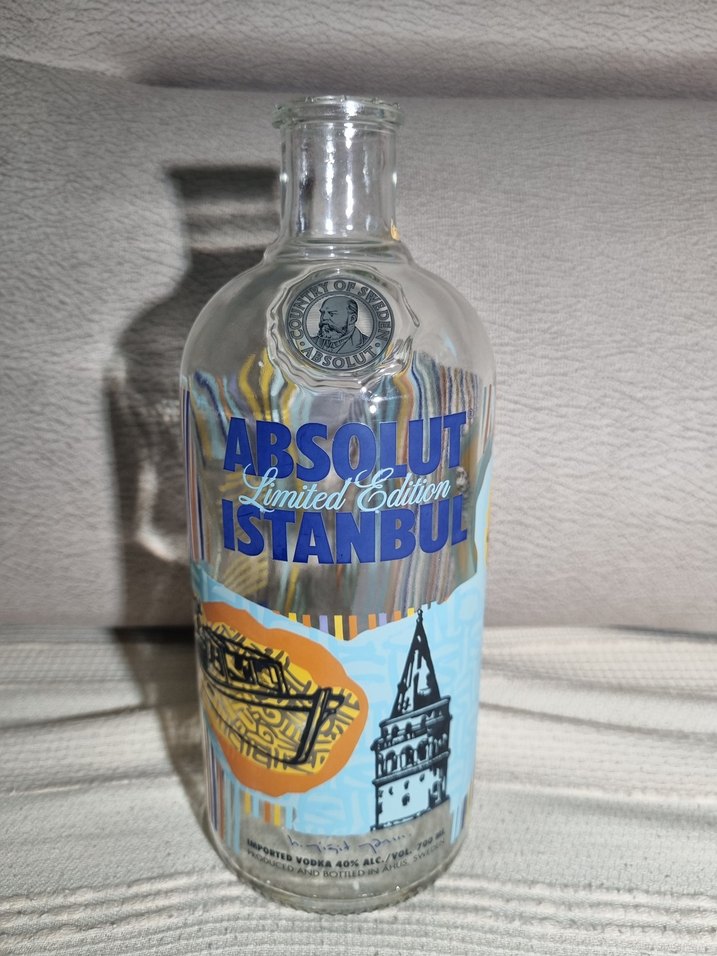 COUNTRY OF SWEDEN
ABSOLUT
ABSOLUT®
Limited Edition
ISTANBUL
IMPORTED VODKA 40% ALC./VOL. 700 ML
PRODUCED AND BOTTLED IN ÅHUS, SWEDEN